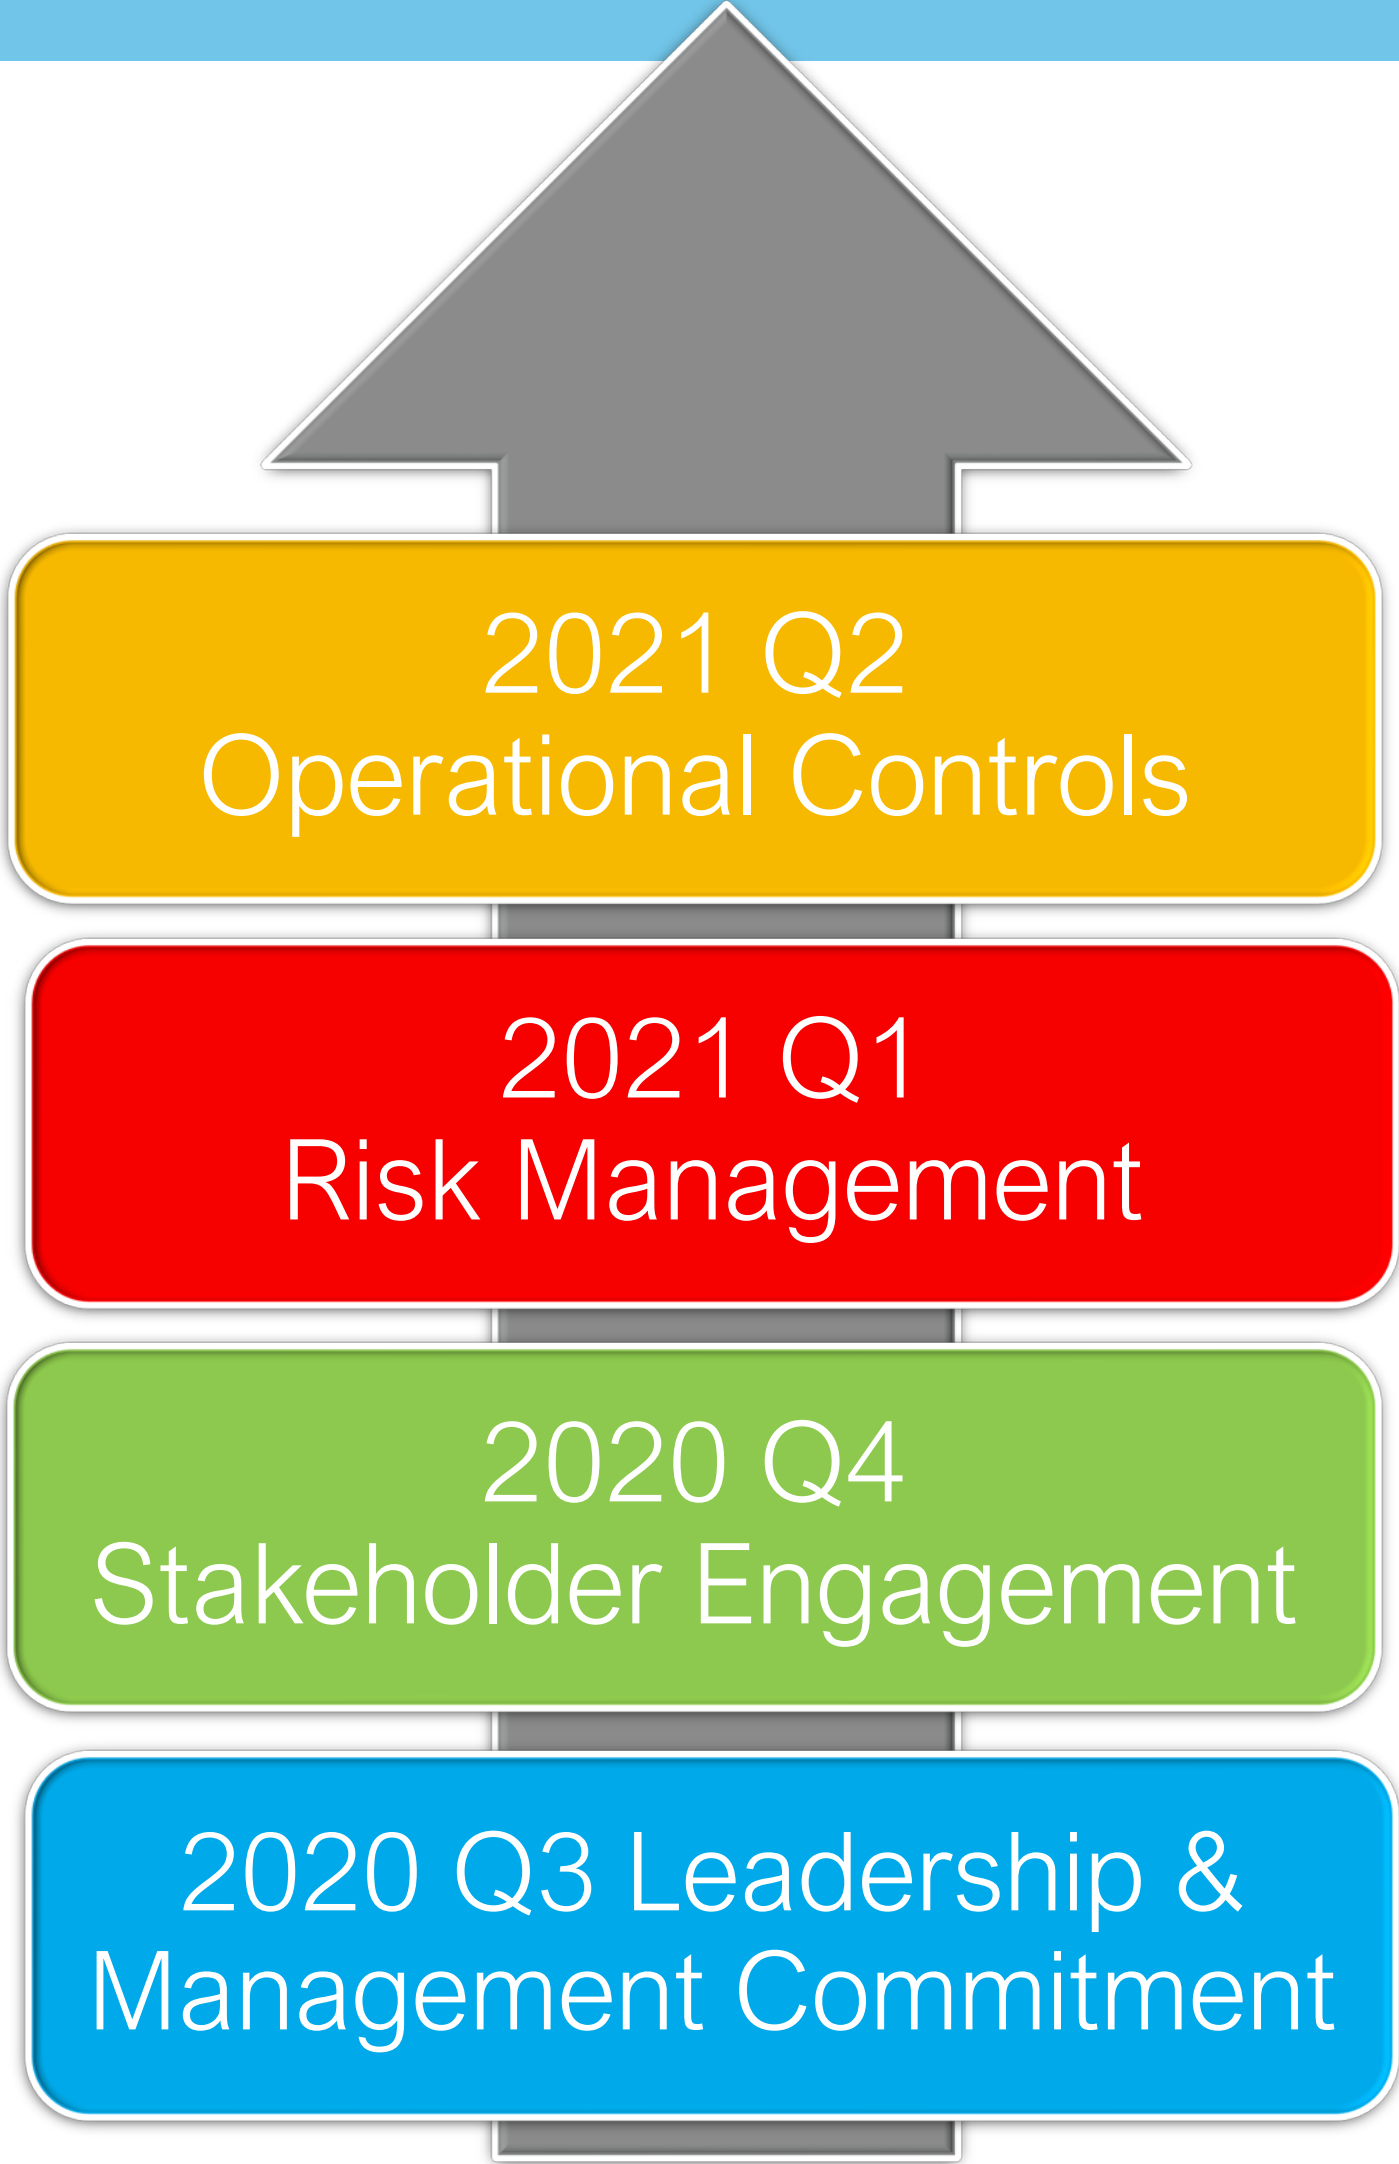 2021 Q2
Operational Controls
2021 Q1
Risk Management
2020 Q4
Stakeholder Engagement
2020 Q3 Leadership &
Management Commitment